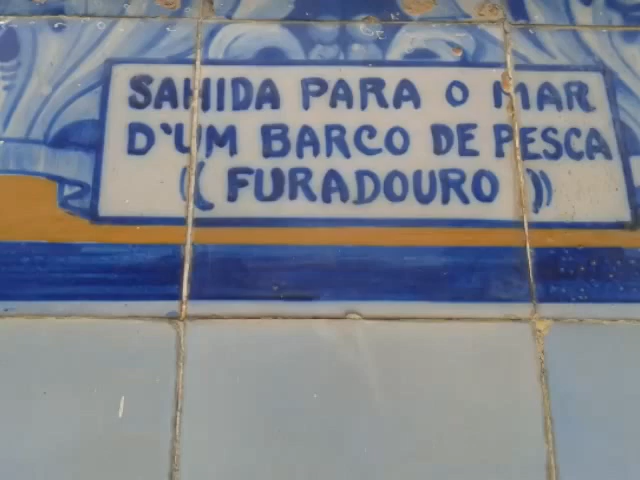 SAHIDA PARA O MAR
D'UM BARCO DE PESCA
(FURADOURO)